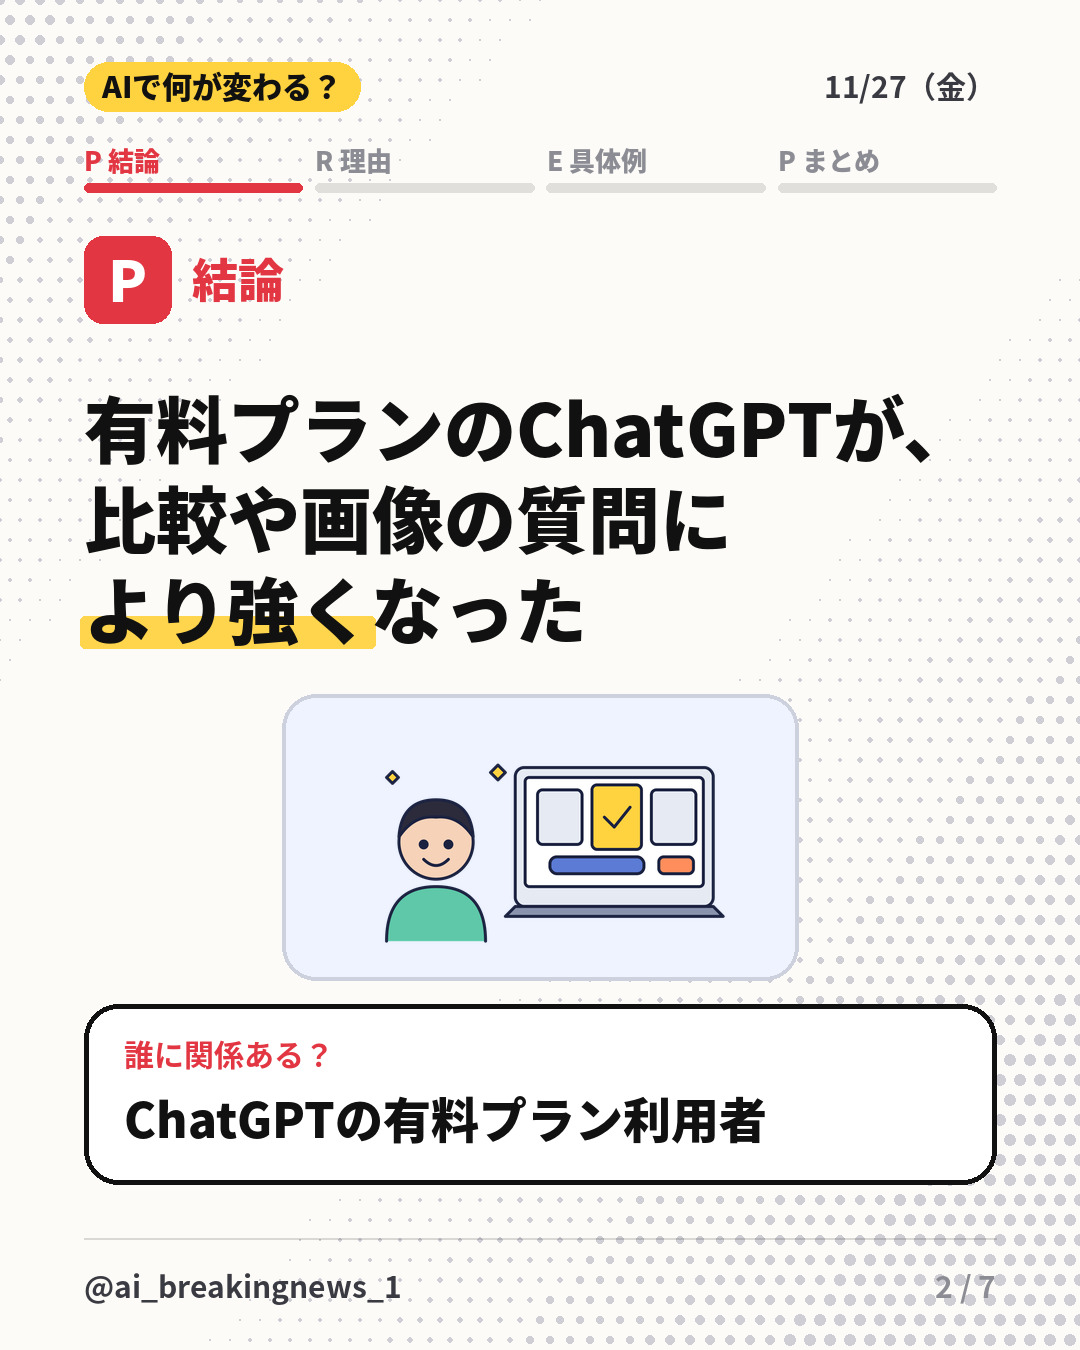 AIで何が変わる？
11/27（金）
P 結論
R 理由
E 具体例
P まとめ
P 結論
有料プランのChatGPTが、
比較や画像の質問に
より強くなった
誰に関係ある？
ChatGPTの有料プラン利用者
@ai_breakingnews_1
2 / 7